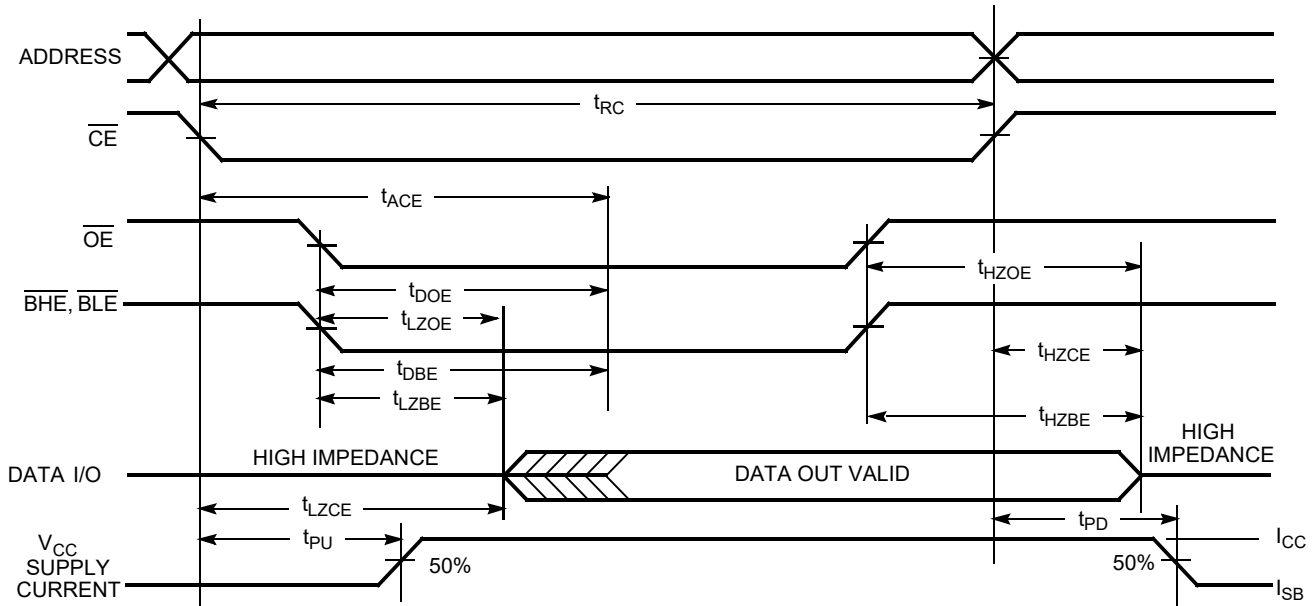 ADDRESS
tRC
CE
tACE
OE
tHZOE
tDOE
BHE, BLE
tLZOE
tHZCE
tDBE
tLZBE
tHZBE
HIGH IMPEDANCE
HIGH
IMPEDANCE
DATA I/O
DATA OUT VALID
tLZCE
tPD
tPU
VCC
SUPPLY
CURRENT
50%
50%
ICC
ISB